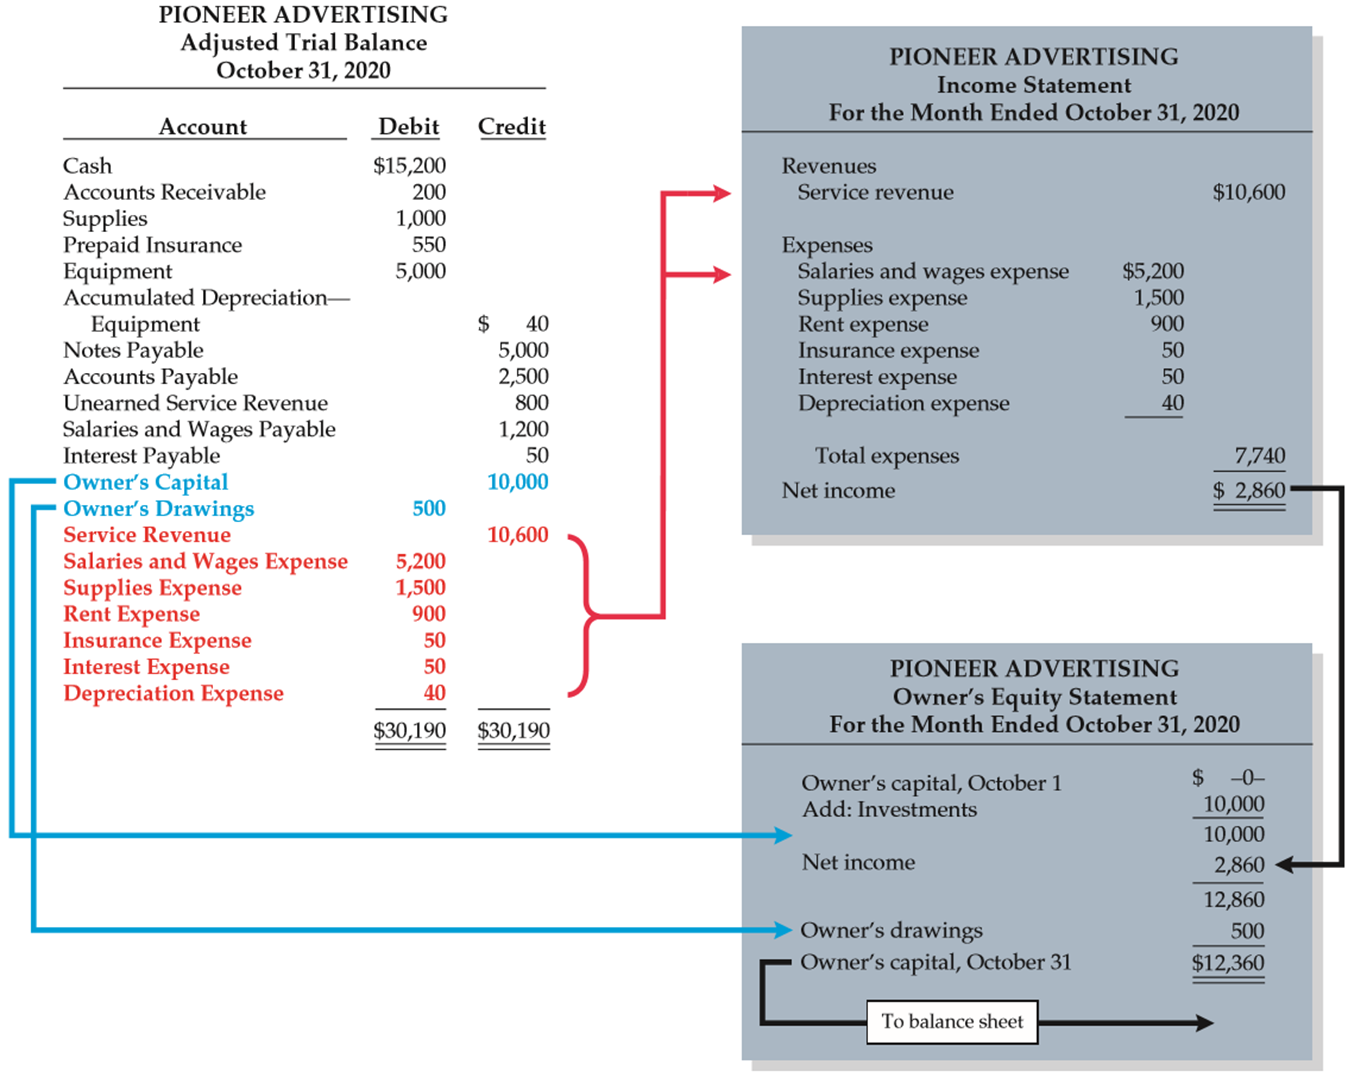 PIONEER ADVERTISING
Adjusted Trial Balance
October 31, 2020
Account Debit Credit
Cash $15,200
Accounts Receivable 200
Supplies 1,000
Prepaid Insurance 550
Equipment 5,000
Accumulated Depreciation—
Equipment $ 40
Notes Payable 5,000
Accounts Payable 2,500
Unearned Service Revenue 800
Salaries and Wages Payable 1,200
Interest Payable 50
Owner's Capital 10,000
Owner's Drawings 500
Service Revenue 10,600
Salaries and Wages Expense 5,200
Supplies Expense 1,500
Rent Expense 900
Insurance Expense 50
Interest Expense 50
Depreciation Expense 40
$30,190 $30,190
PIONEER ADVERTISING
Income Statement
For the Month Ended October 31, 2020
Revenues
Service revenue $10,600
Expenses
Salaries and wages expense $5,200
Supplies expense 1,500
Rent expense 900
Insurance expense 50
Interest expense 50
Depreciation expense 40
Total expenses 7,740
Net income $ 2,860
PIONEER ADVERTISING
Owner's Equity Statement
For the Month Ended October 31, 2020
Owner's capital, October 1 $ –0–
Add: Investments 10,000
10,000
Net income 2,860
12,860
Owner's drawings 500
Owner's capital, October 31 $12,360
To balance sheet